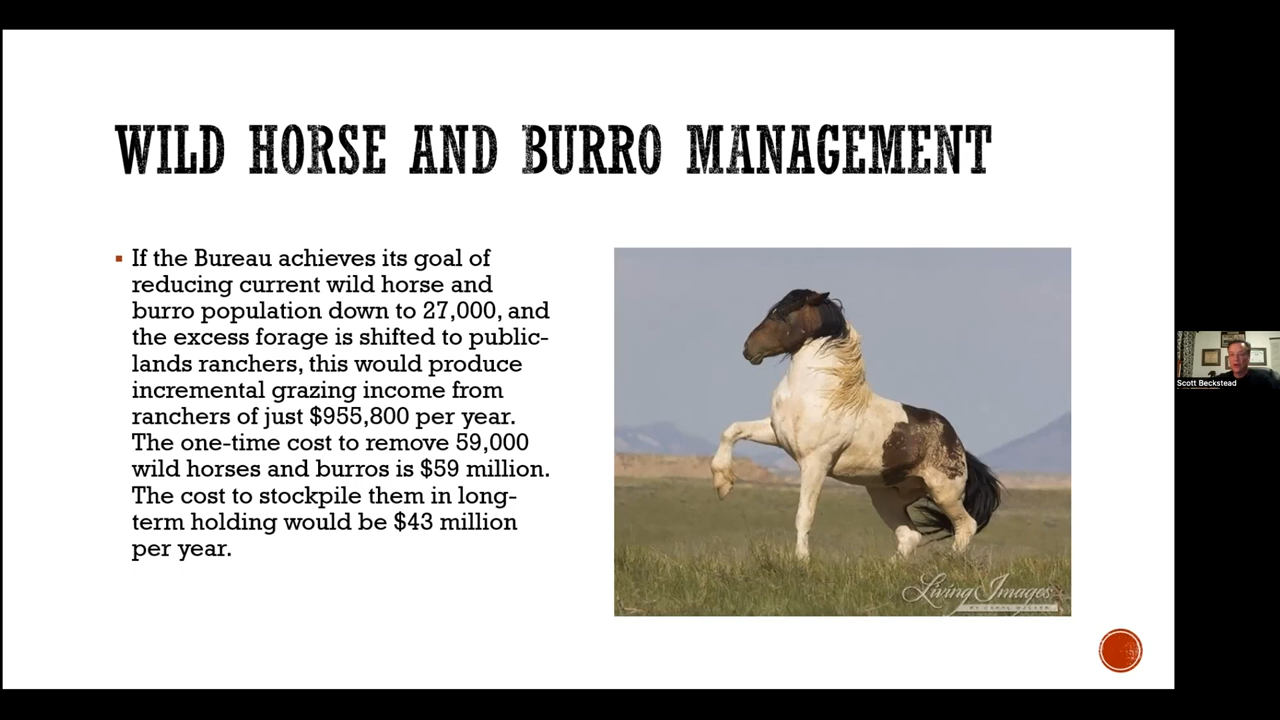 WILD HORSE AND BURRO MANAGEMENT
If the Bureau achieves its goal of
reducing current wild horse and
burro population down to 27,000, and
the excess forage is shifted to public-
lands ranchers, this would produce
incremental grazing income from
ranchers of just $955,800 per year.
The one-time cost to remove 59,000
wild horses and burros is $59 million.
The cost to stockpile them in long-
term holding would be $43 million
per year.
Living Images
Scott Beckstead